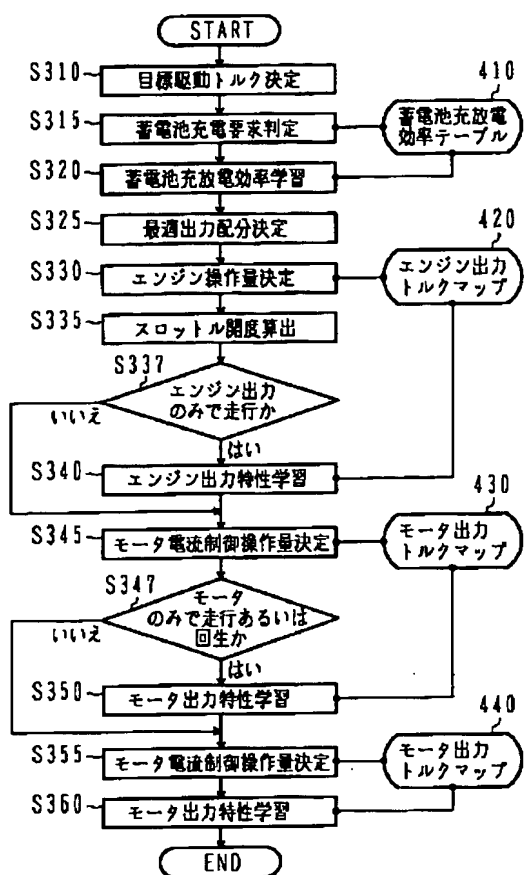 START
S310
目標駆動トルク決定
410
S315
蓄電池充電要求判定
蓄電池充放電
効率テーブル
S320
蓄電池充放電効率学習
S325
最適出力配分決定
420
S330
エンジン操作量決定
エンジン出力
トルクマップ
S335
スロットル開度算出
S337
エンジン出力
のみで走行か
いいえ
はい
S340
エンジン出力特性学習
430
S345
モータ電流制御操作量決定
モータ出力
トルクマップ
S347
モータ
のみで走行あるいは
回生か
いいえ
はい
S350
モータ出力特性学習
440
S355
モータ電流制御操作量決定
モータ出力
トルクマップ
S360
モータ出力特性学習
END